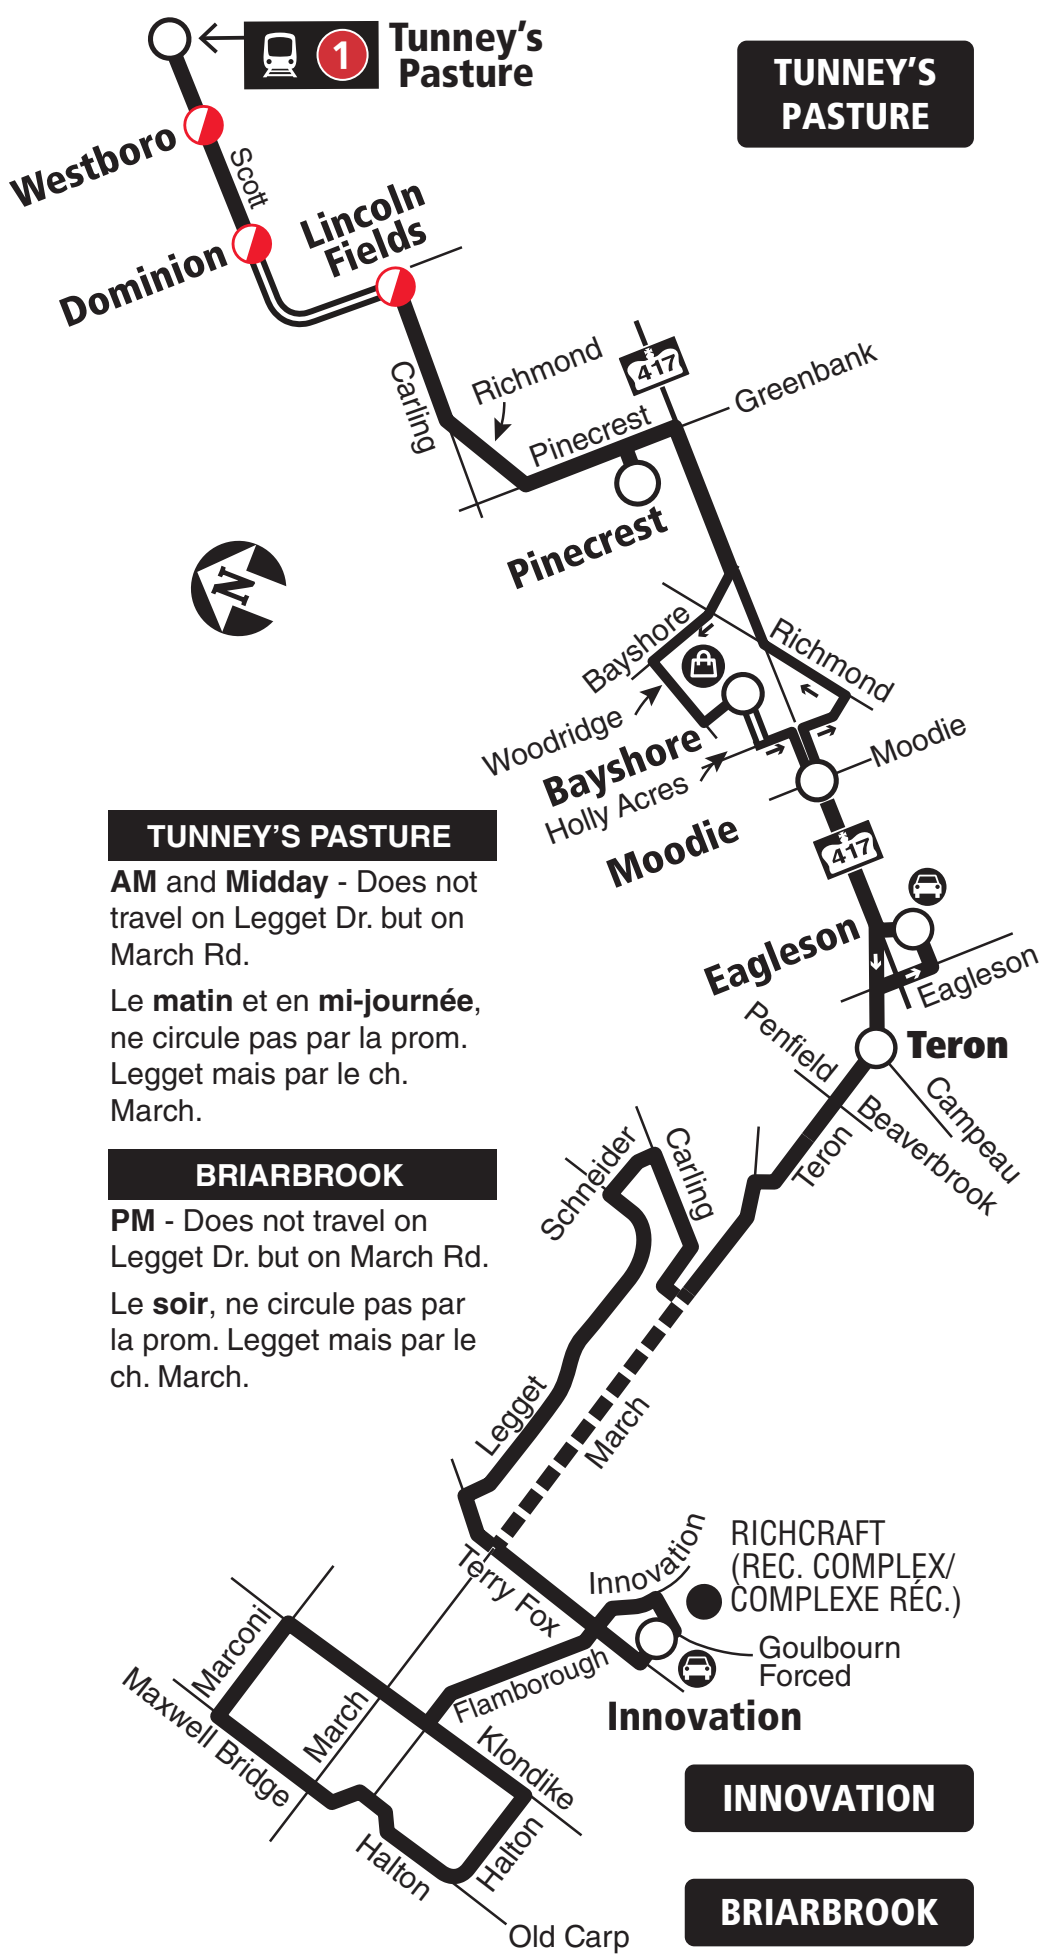 1
Tunney's
Pasture
TUNNEY'S
PASTURE
Westboro
Scott
Lincoln
Fields
Dominion
Carling
Richmond
417
Greenbank
Pinecrest
Pinecrest
N
Bayshore
Richmond
Woodridge
Bayshore
Moodie
Holly Acres
Moodie
417
TUNNEY'S PASTURE
AM and Midday - Does not
travel on Legget Dr. but on
March Rd.
Le matin et en mi-journée,
ne circule pas par la prom.
Legget mais par le ch.
March.
Eagleson
Eagleson
Penfield
Teron
Campeau
Beaverbrook
Teron
Schneider
Carling
BRIARBROOK
PM - Does not travel on
Legget Dr. but on March Rd.
Le soir, ne circule pas par
la prom. Legget mais par le
ch. March.
Legget
March
Terry Fox
Innovation
RICHCRAFT
(REC. COMPLEX/
COMPLEXE RÉC.)
Goulbourn
Forced
Flamborough
Innovation
Marconi
Maxwell Bridge
March
Klondike
Halton
Halton
Old Carp
INNOVATION
BRIARBROOK